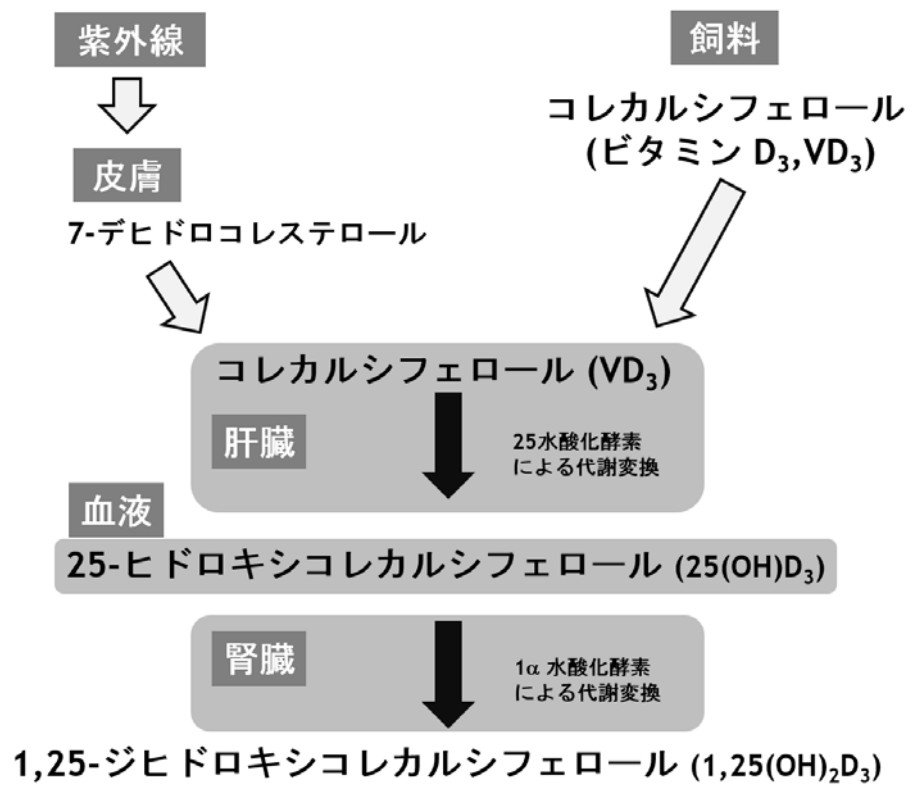 紫外線
皮膚
7-デヒドロコレステロール
飼料
コレカルシフェロール
(ビタミン D₃,VD₃)
コレカルシフェロール (VD₃)
肝臓
25水酸化酵素
による代謝変換
血液
25-ヒドロキシコレカルシフェロール (25(OH)D₃)
腎臓
1α 水酸化酵素
による代謝変換
1,25-ジヒドロキシコレカルシフェロール (1,25(OH)₂D₃)